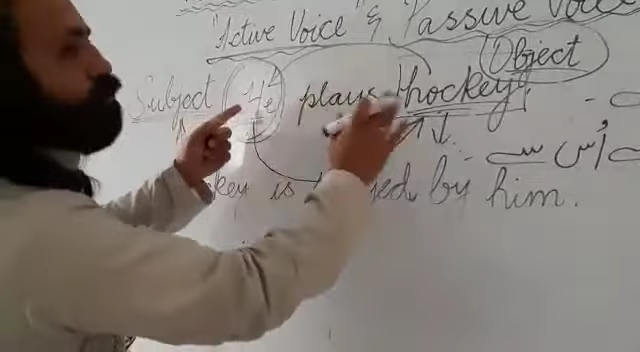 "Active Voice" & Passive Voice
Object
Subject He plays hockey.
is by him.
اُس سے